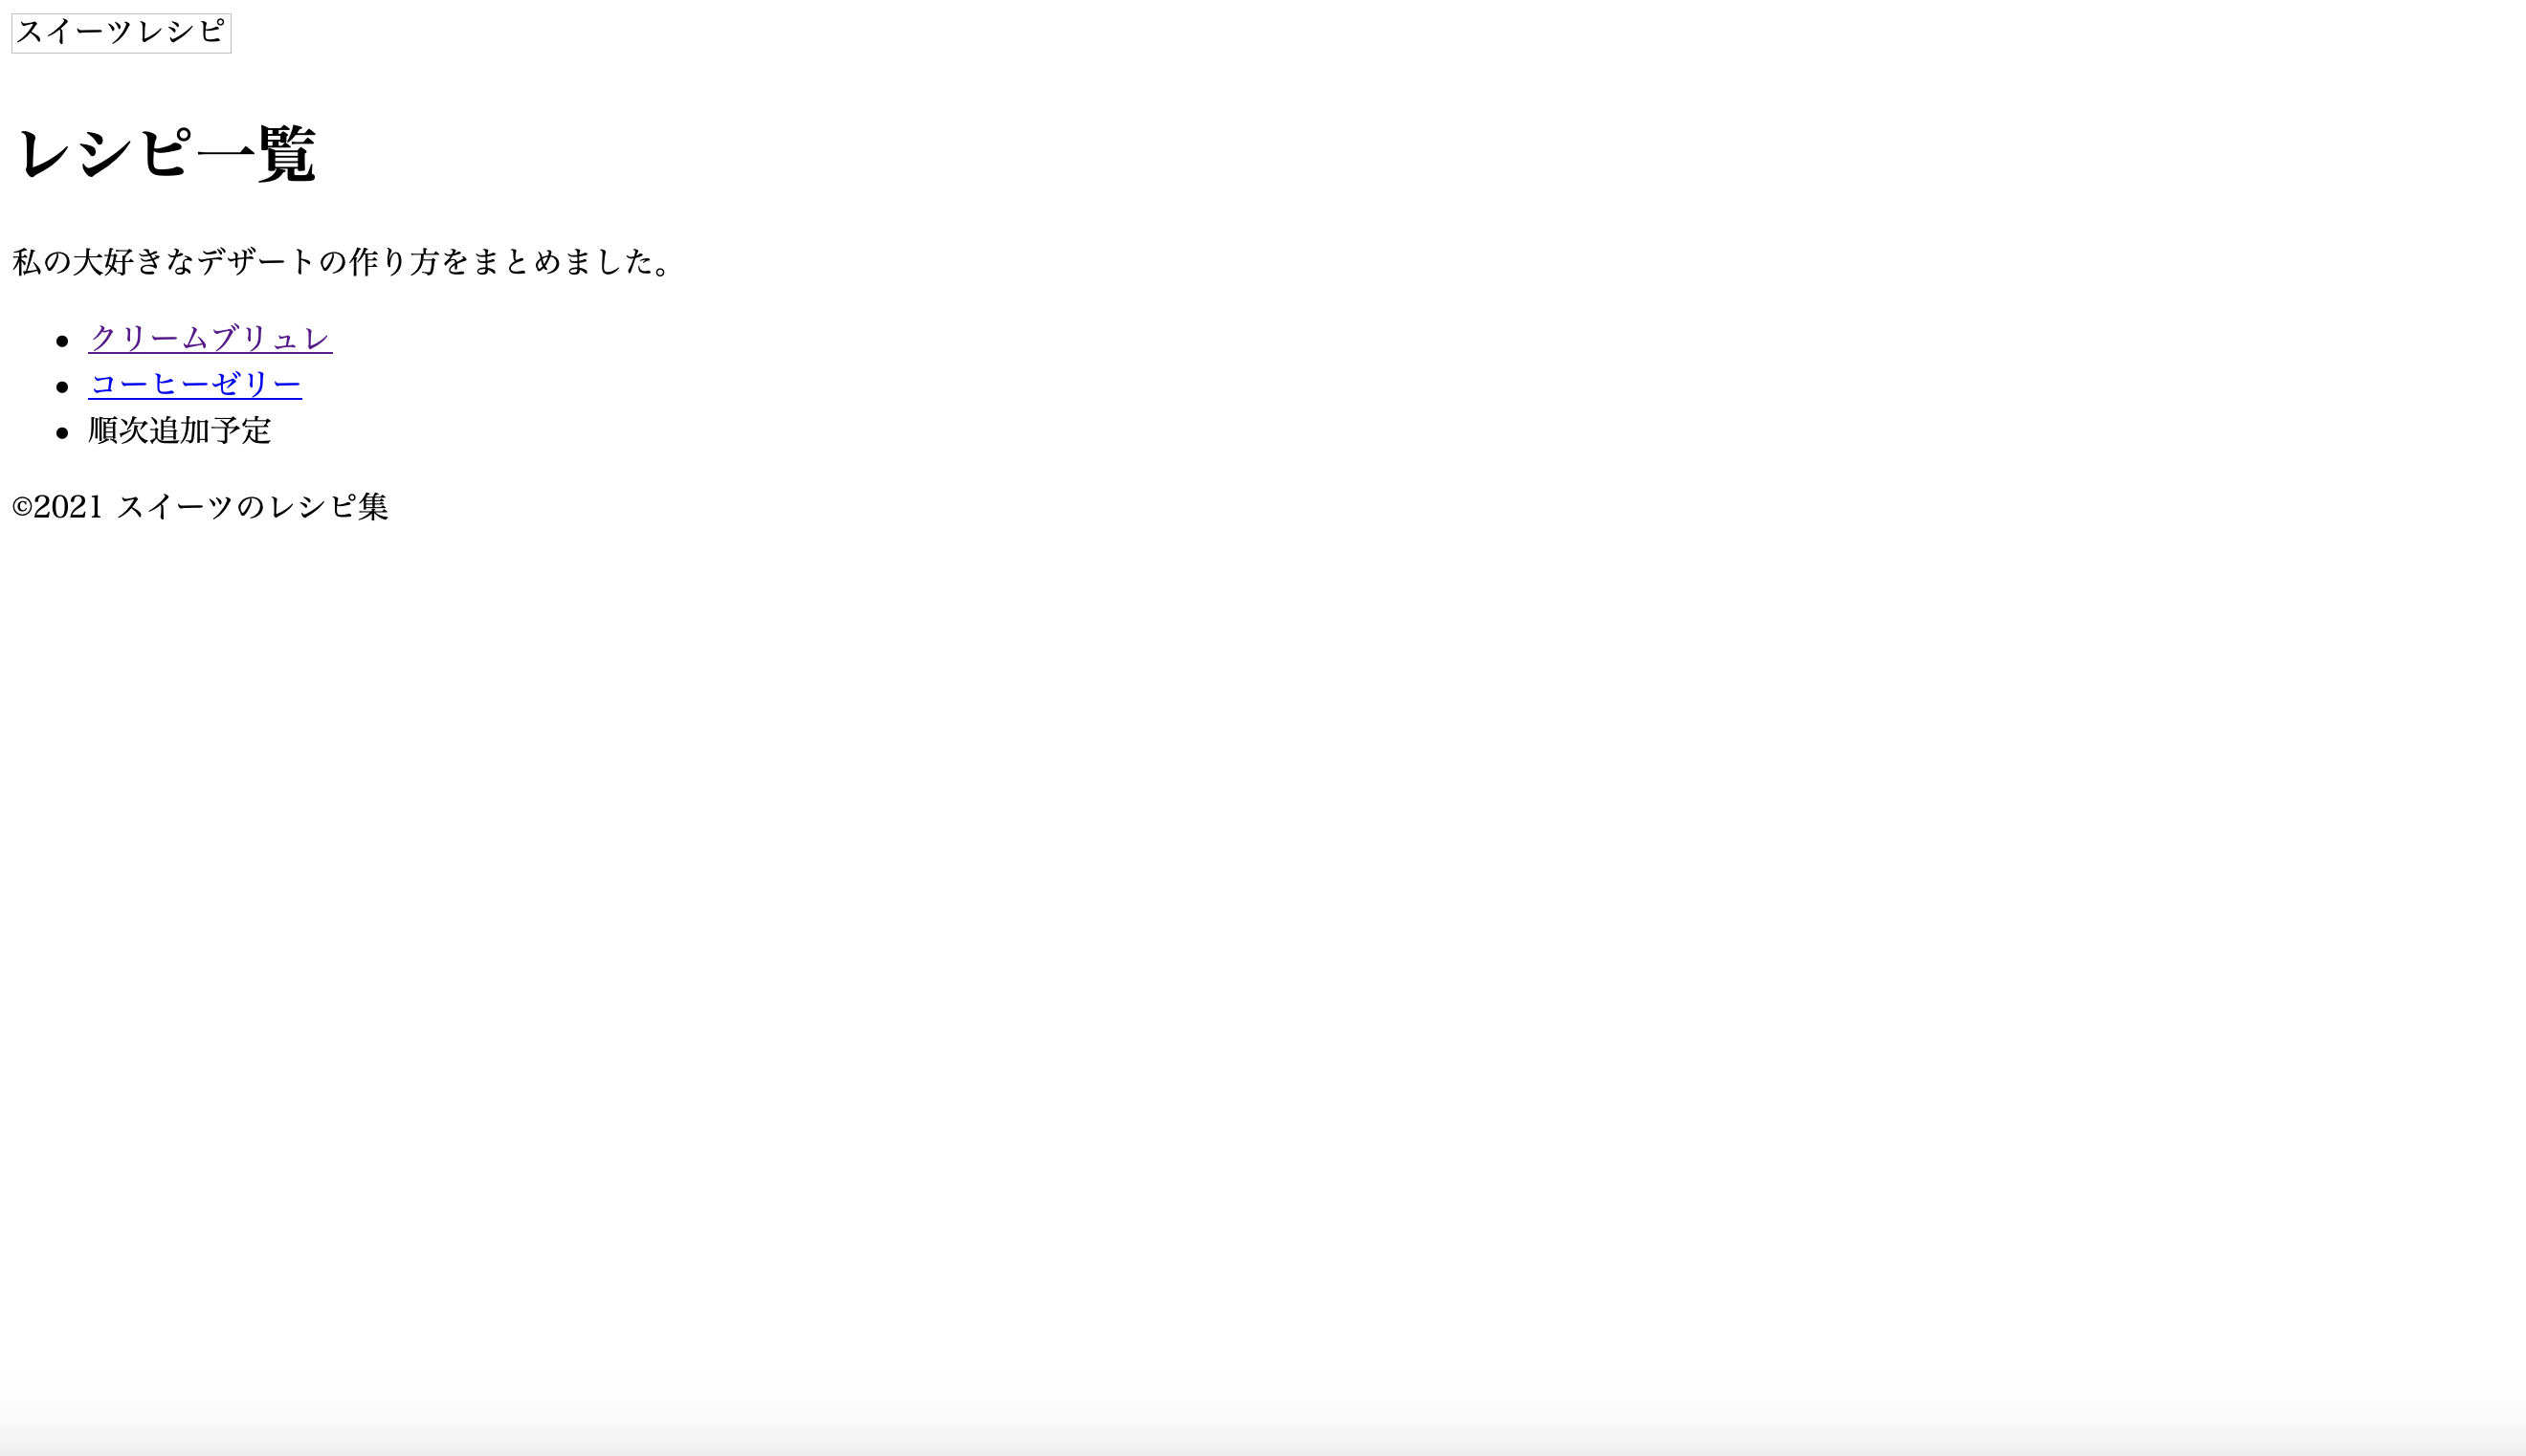 スイーツレシピ
レシピ一覧
私の大好きなデザートの作り方をまとめました。
クリームブリュレ
コーヒーゼリー
順次追加予定
©2021 スイーツのレシピ集